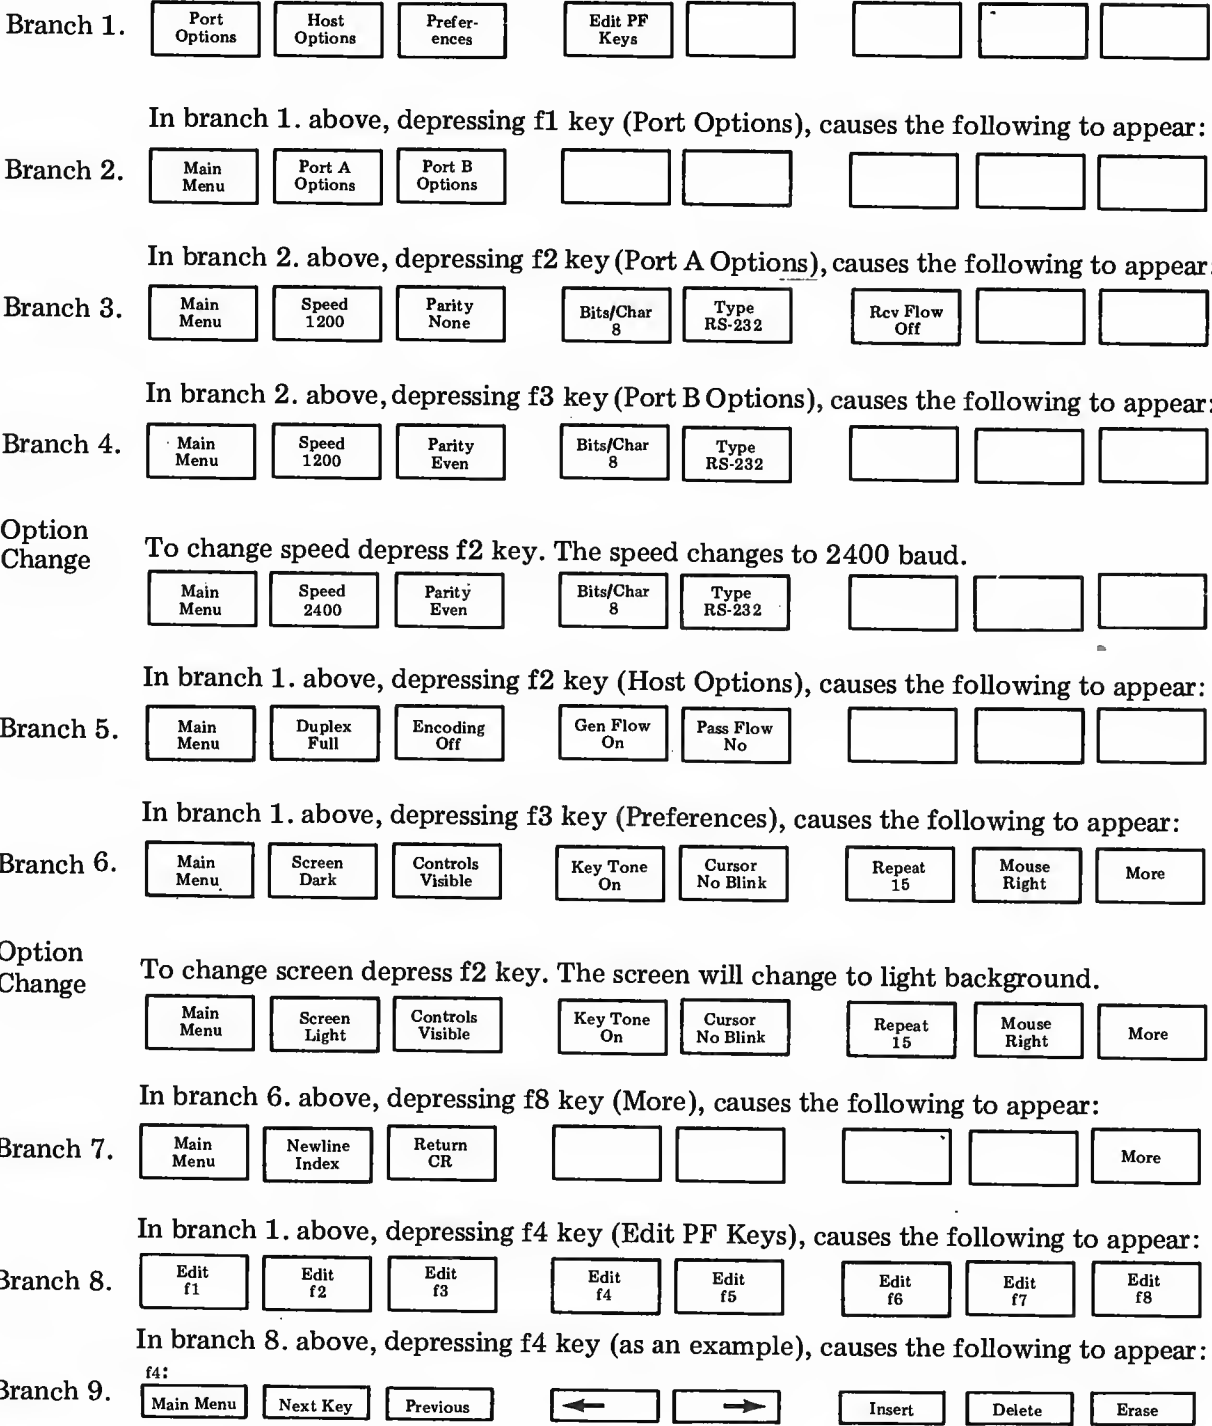 Branch 1.
Port Options
Host Options
Prefer- ences
Edit PF Keys
In branch 1. above, depressing f1 key (Port Options), causes the following to appear:
Branch 2.
Main Menu
Port A Options
Port B Options
In branch 2. above, depressing f2 key (Port A Options), causes the following to appear:
Branch 3.
Main Menu
Speed 1200
Parity None
Bits/Char 8
Type RS-232
Rcv Flow Off
In branch 2. above, depressing f3 key (Port B Options), causes the following to appear:
Branch 4.
Main Menu
Speed 1200
Parity Even
Bits/Char 8
Type RS-232
Option Change
To change speed depress f2 key. The speed changes to 2400 baud.
Main Menu
Speed 2400
Parity Even
Bits/Char 8
Type RS-232
In branch 1. above, depressing f2 key (Host Options), causes the following to appear:
Branch 5.
Main Menu
Duplex Full
Encoding Off
Gen Flow On
Pass Flow No
In branch 1. above, depressing f3 key (Preferences), causes the following to appear:
Branch 6.
Main Menu
Screen Dark
Controls Visible
Key Tone On
Cursor No Blink
Repeat 15
Mouse Right
More
Option Change
To change screen depress f2 key. The screen will change to light background.
Main Menu
Screen Light
Controls Visible
Key Tone On
Cursor No Blink
Repeat 15
Mouse Right
More
In branch 6. above, depressing f8 key (More), causes the following to appear:
Branch 7.
Main Menu
Newline Index
Return CR
More
In branch 1. above, depressing f4 key (Edit PF Keys), causes the following to appear:
Branch 8.
Edit f1
Edit f2
Edit f3
Edit f4
Edit f5
Edit f6
Edit f7
Edit f8
In branch 8. above, depressing f4 key (as an example), causes the following to appear:
f4:
Branch 9.
Main Menu
Next Key
Previous
←
→
Insert
Delete
Erase